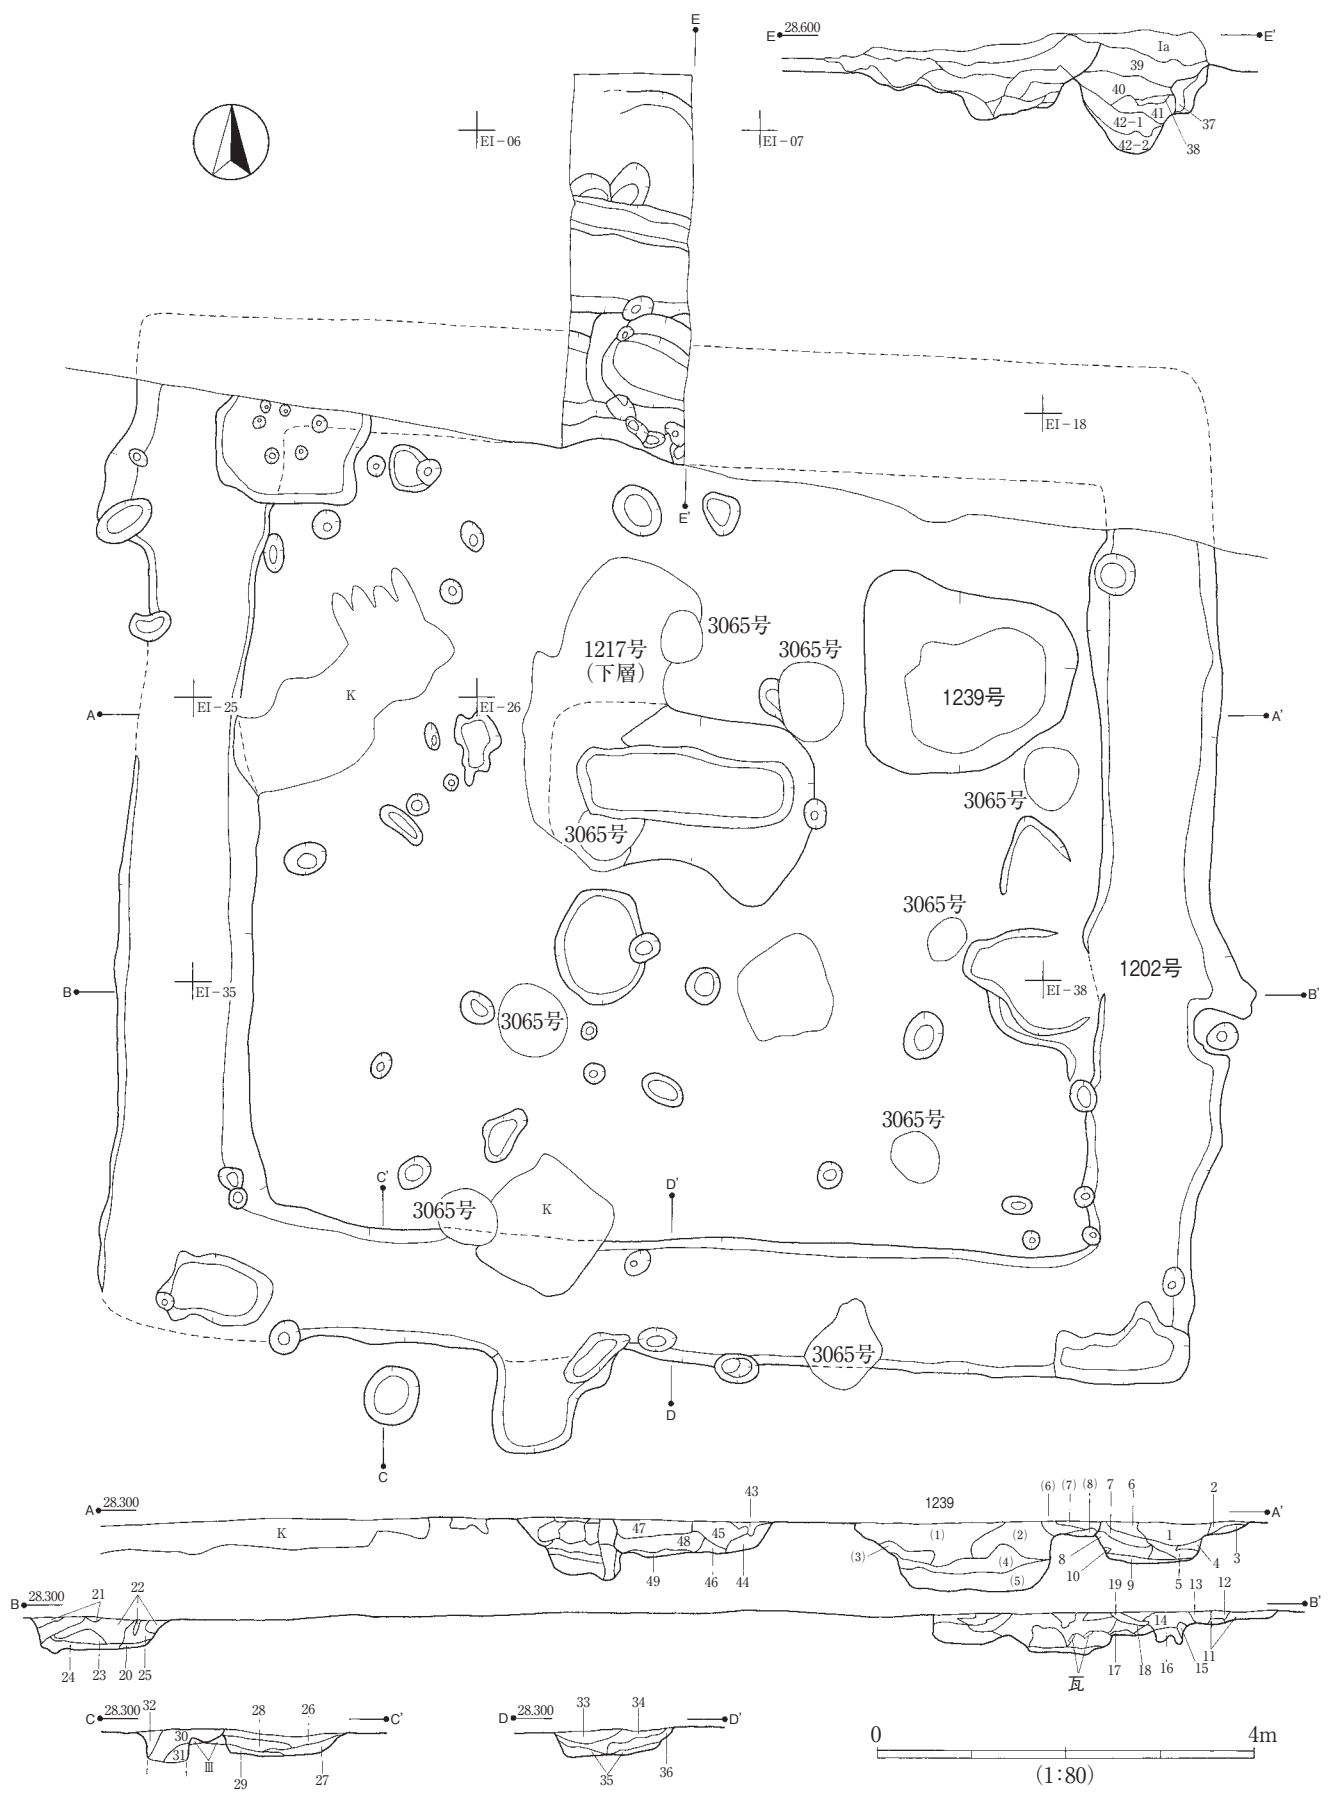 E
E 28.600 E'
Ia
39
40
41
42-1
42-2
37
38
EI-06
EI-07
EI-18
E'
3065号
1217号
(下層)
3065号
1239号
K
EI-25
EI-26
A A'
3065号
3065号
3065号
1202号
EI-35
EI-38
B B'
3065号
3065号
C'
D'
3065号
K
3065号
D
C
A 28.300 A'
K
43
47
45
48
49
46
44
1239
(6)
(7)
(8)
7
6
2
(1)
(2)
1
(3)
(4)
(5)
8
10
9
5
4
3
B 28.300 B'
21
22
24
23
20
25
19
13
12
14
瓦
17
18
16
15
11
C 28.300 C'
32
28
26
30
31
Ⅲ
29
27
D 28.300 D'
33
34
35
36
0 4m
(1:80)